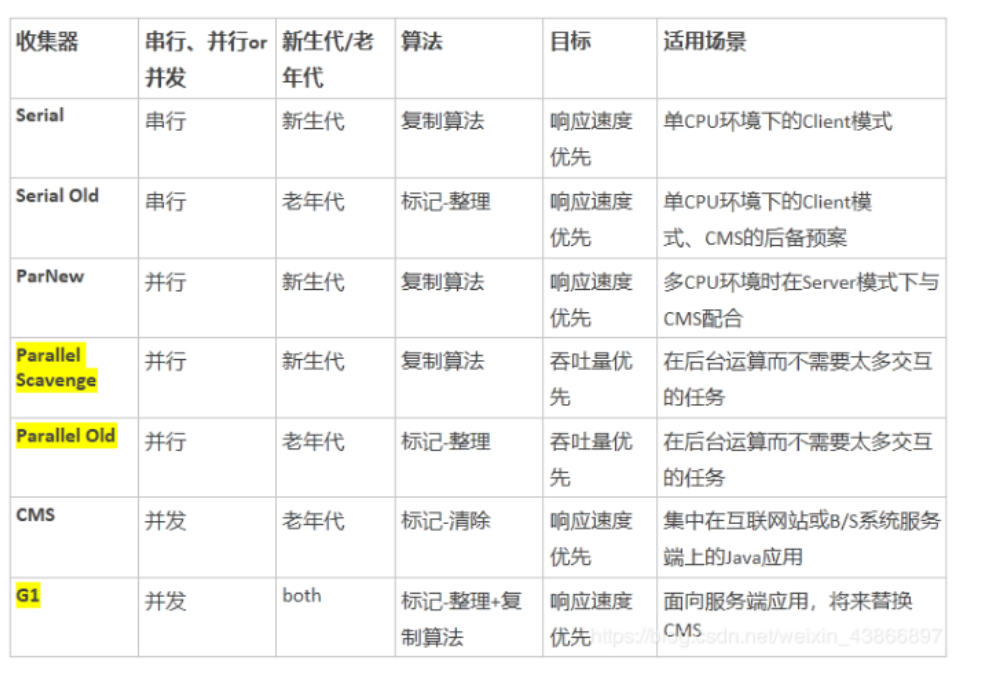 收集器 串行、并行or 新生代/老 算法 目标 适用场景
并发 年代
Serial 串行 新生代 复制算法 响应速度 单CPU环境下的Client模式
优先
Serial Old 串行 老年代 标记-整理 响应速度 单CPU环境下的Client模
优先 式、CMS的后备预案
ParNew 并行 新生代 复制算法 响应速度 多CPU环境时在Server模式下与
优先 CMS配合
Parallel 并行 新生代 复制算法 吞吐量优 在后台运算而不需要太多交互
Scavenge 先 的任务
Parallel Old 并行 老年代 标记-整理 吞吐量优 在后台运算而不需要太多交互
先 的任务
CMS 并发 老年代 标记-清除 响应速度 集中在互联网站或B/S系统服务
优先 端上的Java应用
G1 并发 both 标记-整理+复 响应速度 面向服务端应用，将来替换
制算法 优先 CMS
https://blog.csdn.net/weixin_43866897